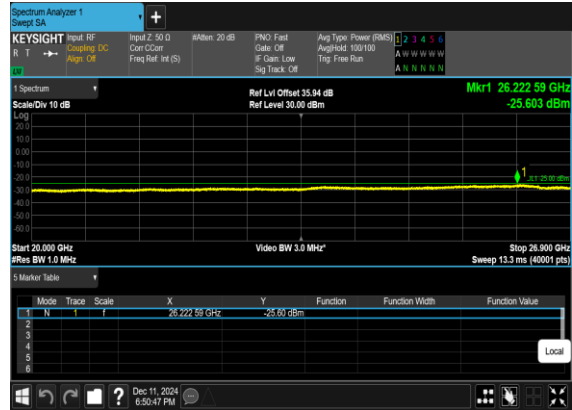 Spectrum Analyzer 1
Swept SA
+
KEYSIGHT Input: RF Input Z: 50 Ω #Atten: 20 dB PNO: Fast Avg Type: Power (RMS) 1 2 3 4 5 6
R T Coupling: DC Corr CCorr Gate: Off Avg|Hold: 100/100 A W W W W W
Align: Off Freq Ref: Int (S) IF Gain: Low Trig: Free Run
Sig Track: Off A N N N N N
1 Spectrum Ref Lvl Offset 35.94 dB Mkr1 26.222 59 GHz
Scale/Div 10 dB Ref Level 30.00 dBm -25.603 dBm
Log
20.0
10.0
0.00
-10.0
1
-20.0 -25.00 dBm
-30.0
-40.0
-50.0
-60.0
Start 20.000 GHz Video BW 3.0 MHz* Stop 26.900 GHz
#Res BW 1.0 MHz Sweep 13.3 ms (40001 pts)
5 Marker Table
Mode Trace Scale X Y Function Function Width Function Value
1 N 1 f 26.222 59 GHz -25.60 dBm
2
3
4
5
6
Local
? Dec 11, 2024
6:50:47 PM